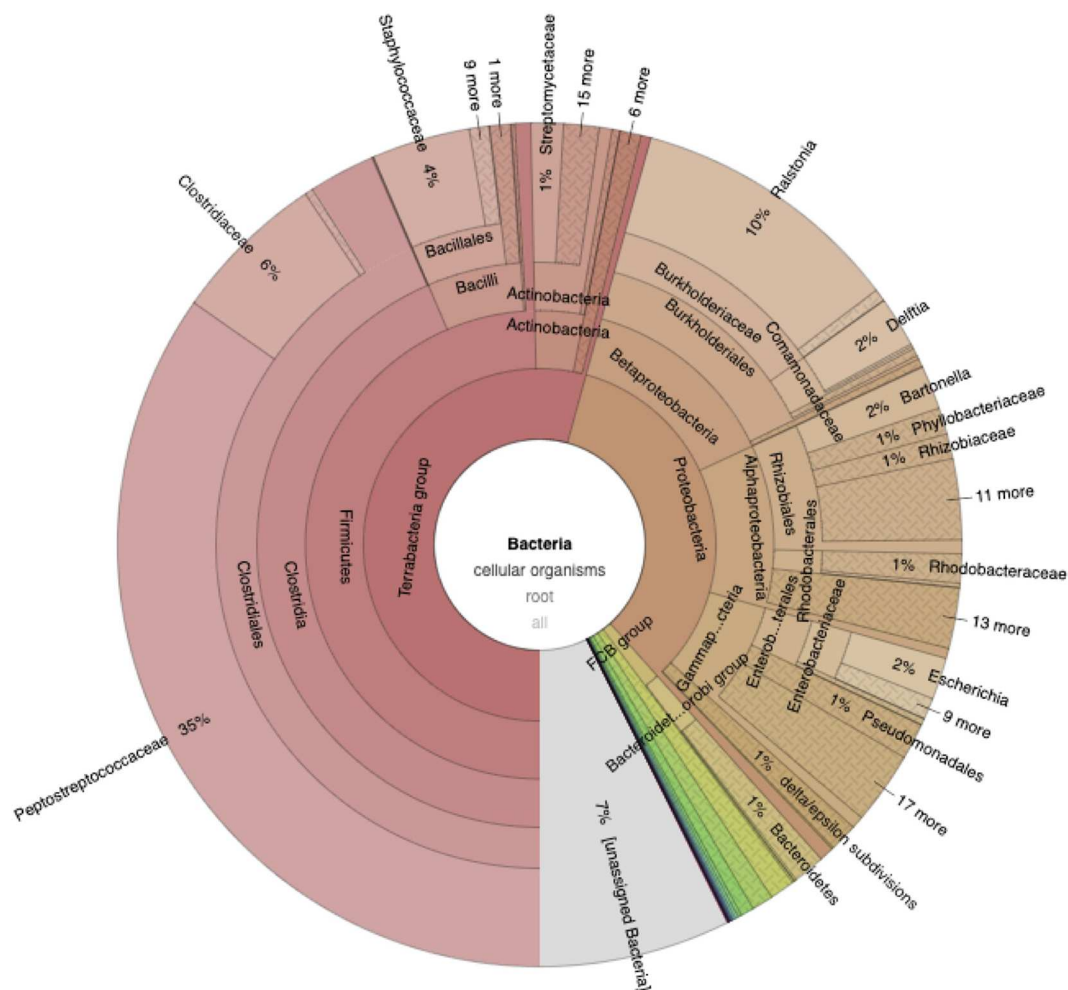 Staphylococcaceae
4%
9 more
1 more
Streptomycetaceae
1%
15 more
6 more
Ralstonia
10%
Clostridiaceae
6%
Bacillales
Bacilli
Actinobacteria
Actinobacteria
Burkholderiaceae
Burkholderiales
Betaproteobacteria
Comamonadaceae
2% Delftia
2% Bartonella
1% Phyllobacteriaceae
1% Rhizobiaceae
11 more
Rhizobiales
Alphaproteobacteria
Proteobacteria
Rhodobacterales
1% Rhodobacteraceae
13 more
Terrabacteria group
Firmicutes
Clostridia
Clostridiales
Peptostreptococcaceae 35%
Bacteria
cellular organisms
root
all
FCB group
Gammap...cteria
Enterob...terales
Enterobacteriaceae
2% Escherichia
9 more
1% Pseudomonadales
17 more
Bacteroidet...orobi group
1% delta/epsilon subdivisions
1% Bacteroidetes
7% [unassigned Bacteria]